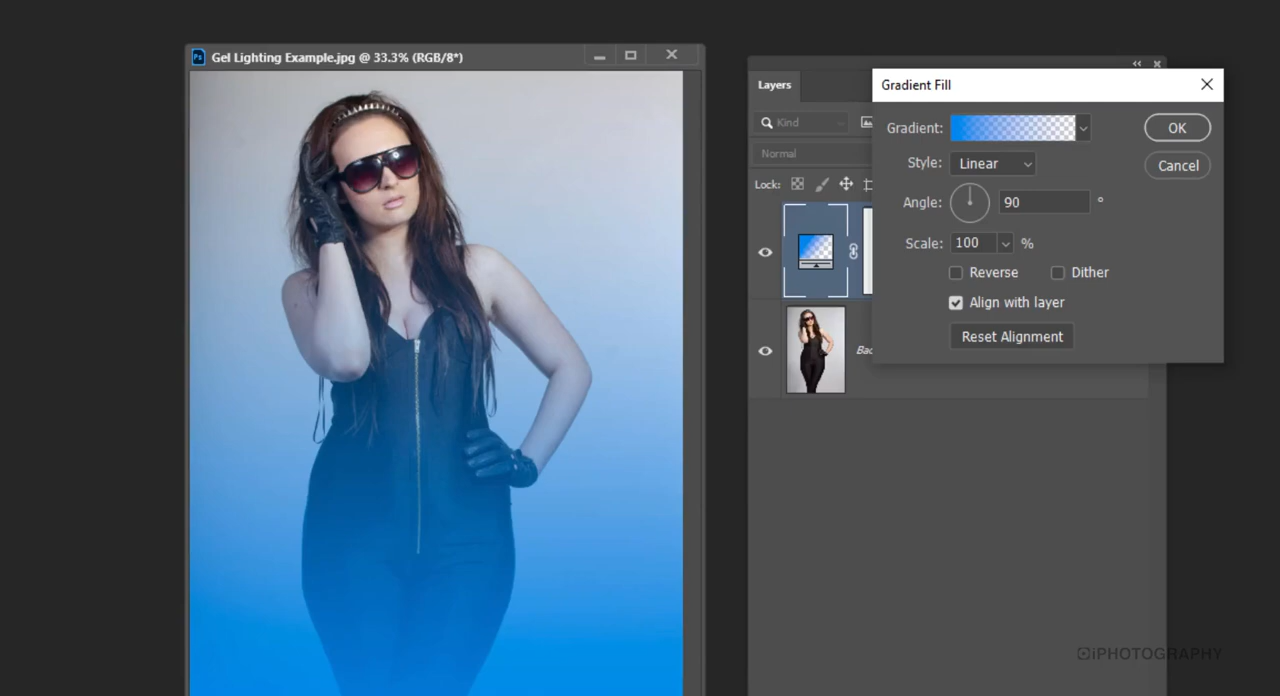 Ps Gel Lighting Example.jpg @ 33.3% (RGB/8*)
Layers
Kind
Normal
Lock:
Gradient Fill
Gradient:
OK
Style: Linear
Cancel
Angle: 90 °
Scale: 100 %
Reverse Dither
Align with layer
Reset Alignment
iPHOTOGRAPHY